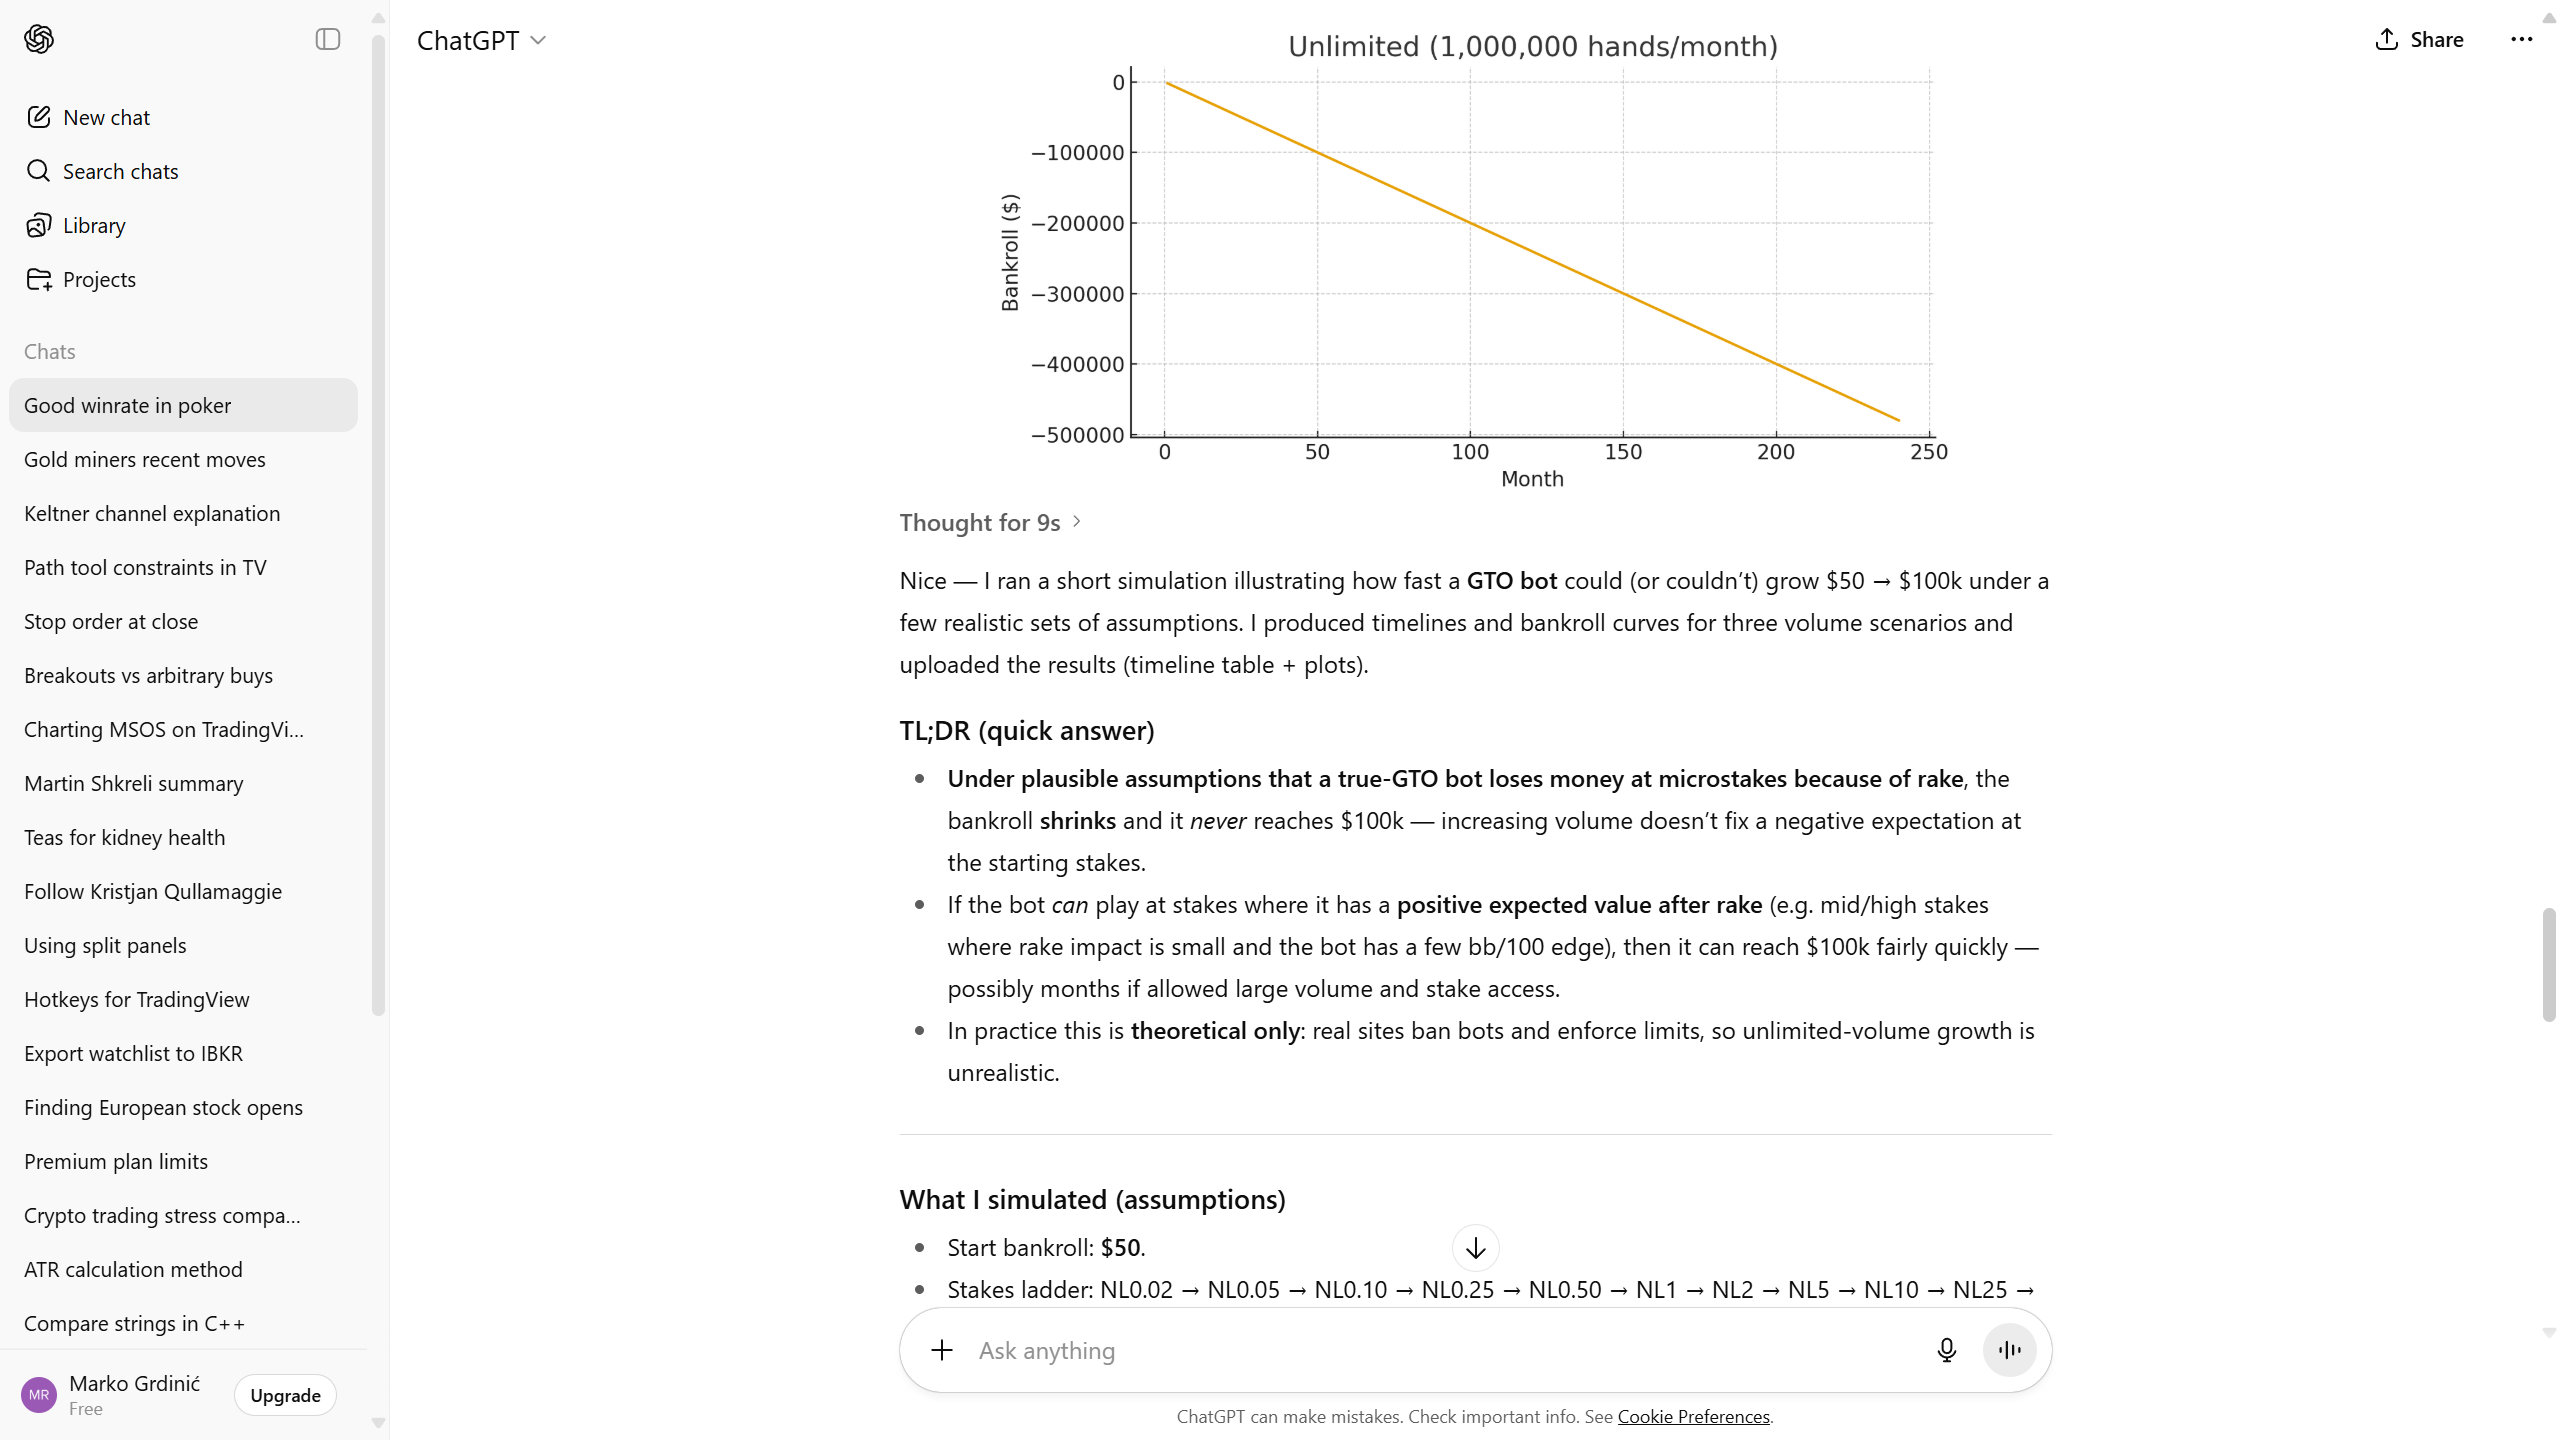 New chat
Search chats
Library
Projects
Chats
Good winrate in poker
Gold miners recent moves
Keltner channel explanation
Path tool constraints in TV
Stop order at close
Breakouts vs arbitrary buys
Charting MSOS on TradingVi...
Martin Shkreli summary
Teas for kidney health
Follow Kristjan Qullamaggie
Using split panels
Hotkeys for TradingView
Export watchlist to IBKR
Finding European stock opens
Premium plan limits
Crypto trading stress compa...
ATR calculation method
Compare strings in C++
MR
Marko Grdinić
Free
Upgrade
ChatGPT
Share
Unlimited (1,000,000 hands/month)
0
−100000
−200000
−300000
−400000
−500000
Bankroll ($)
0 50 100 150 200 250
Month
Thought for 9s
Nice — I ran a short simulation illustrating how fast a GTO bot could (or couldn’t) grow $50 → $100k under a
few realistic sets of assumptions. I produced timelines and bankroll curves for three volume scenarios and
uploaded the results (timeline table + plots).
TL;DR (quick answer)
• Under plausible assumptions that a true-GTO bot loses money at microstakes because of rake, the
bankroll shrinks and it never reaches $100k — increasing volume doesn’t fix a negative expectation at
the starting stakes.
• If the bot can play at stakes where it has a positive expected value after rake (e.g. mid/high stakes
where rake impact is small and the bot has a few bb/100 edge), then it can reach $100k fairly quickly —
possibly months if allowed large volume and stake access.
• In practice this is theoretical only: real sites ban bots and enforce limits, so unlimited-volume growth is
unrealistic.
What I simulated (assumptions)
• Start bankroll: $50.
• Stakes ladder: NL0.02 → NL0.05 → NL0.10 → NL0.25 → NL0.50 → NL1 → NL2 → NL5 → NL10 → NL25 →
Ask anything
ChatGPT can make mistakes. Check important info. See Cookie Preferences.